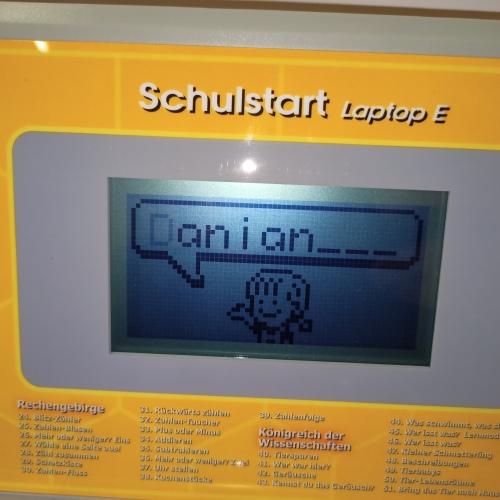 Schulstart Laptop E
Danian___
Rechengebirge
24. Blitz-Zähler
25. Zahlen-Blasen
26. Mehr oder weniger? Eins
27. Wähle eine Seite aus!
28. Zähl zusammen
29. Schatzkiste
30. Zahlen-Fluss
31. Rückwärts zählen
32. Zahlen-Taucher
33. Plus oder Minus
34. Addieren
35. Subtrahieren
36. Mehr oder weniger? Zwei
37. Uhr stellen
38. Kuchenstücke
39. Zahlenfolge
Königreich der
Wissenschaften
40. Tierspuren
41. Wer war hier?
42. Geräusche
43. Kennst du das Geräusch?
44. Was schwimmt, was
45. Wer isst was?
46. Wer isst was?
47. Kleiner Schmetterling
48. Beschreibungen
49. Tierhaus
50. Tier-Lebensräume
51. Bring das Tier nach